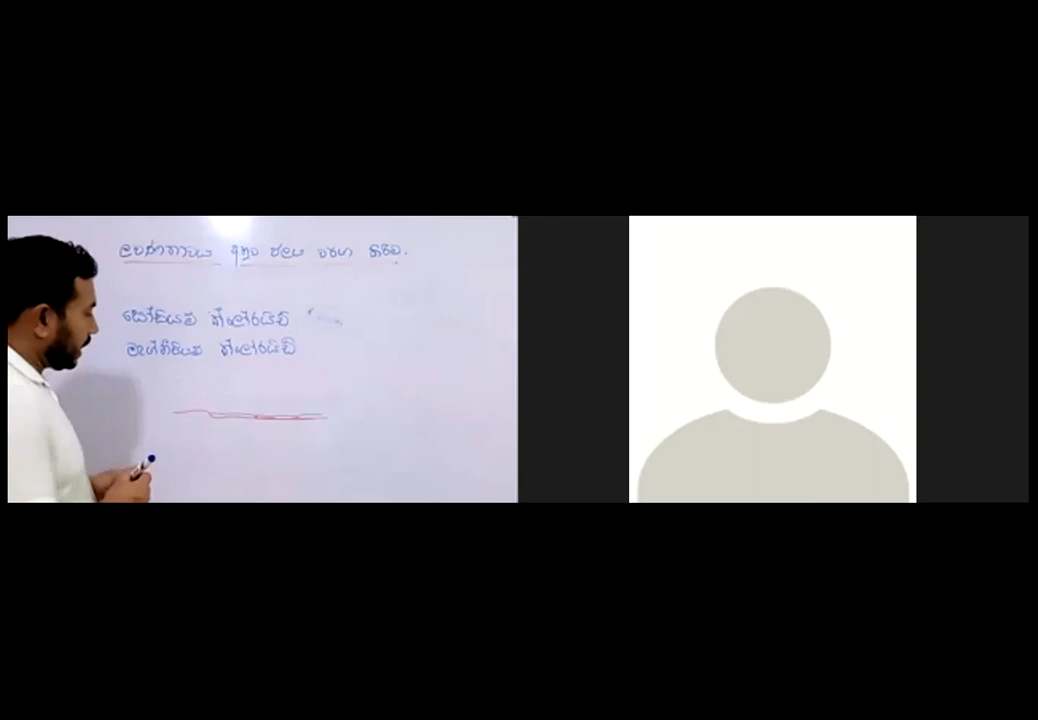 ලවණතාවය අනුව ජලය වර්ග කිරීම.
සෝඩියම් ක්ලෝරයිඩ්
මැග්නීසියම් ක්ලෝරයිඩ්